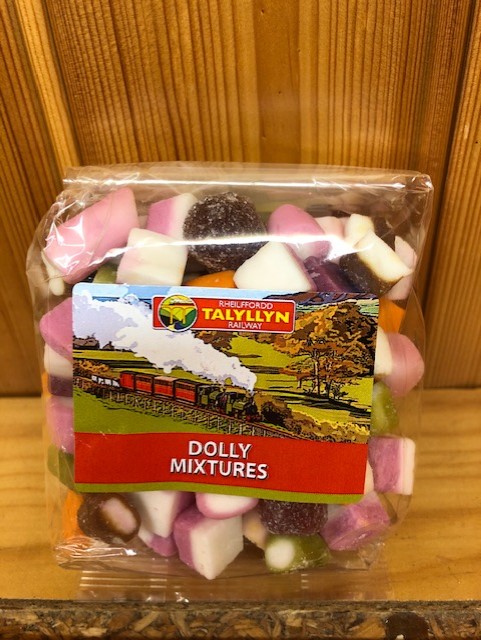 RHEILFFORDD
TALYLLYN
RAILWAY
DOLLY
MIXTURES